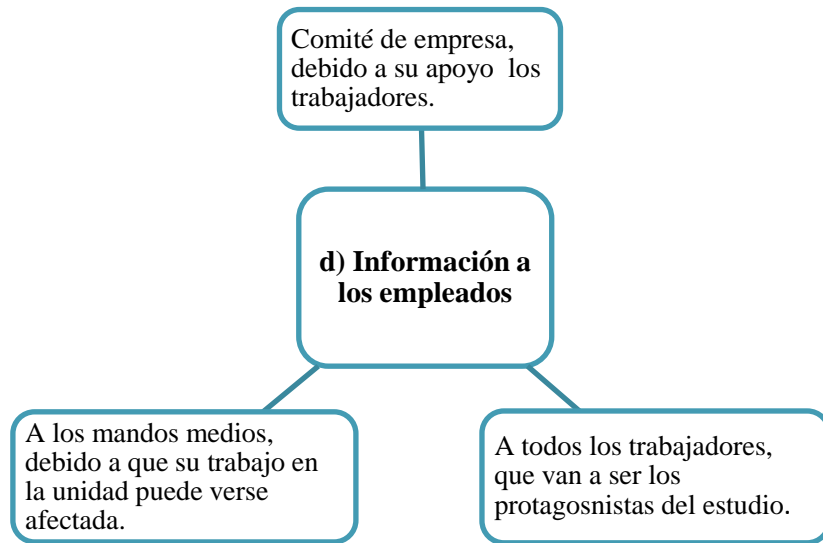 Comité de empresa,
debido a su apoyo los
trabajadores.
d) Información a
los empleados
A los mandos medios,
debido a que su trabajo en
la unidad puede verse
afectada.
A todos los trabajadores,
que van a ser los
protagosnistas del estudio.